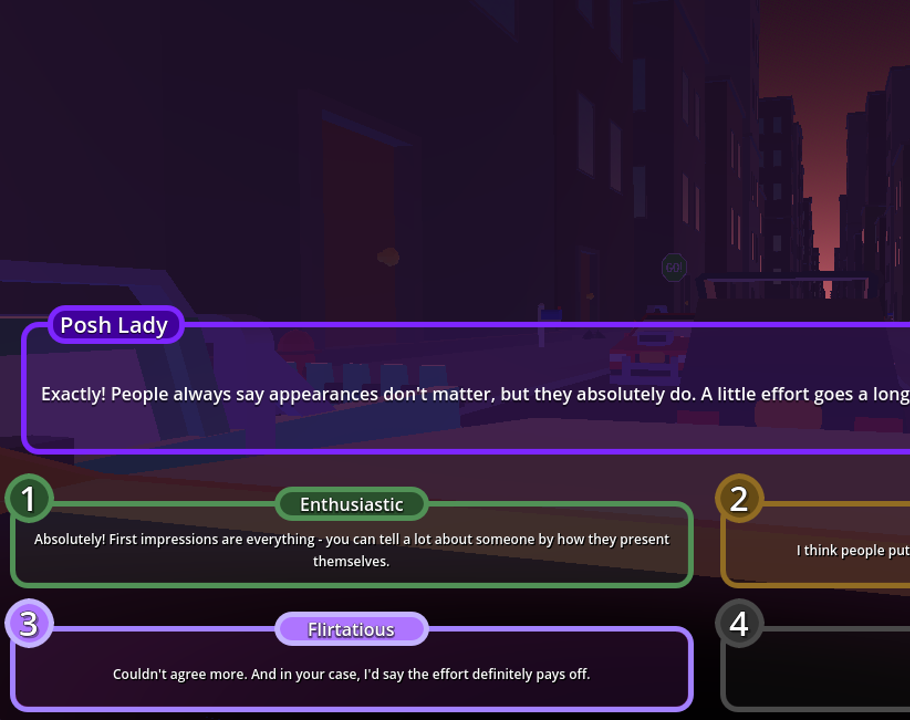 GO!
Posh Lady
Exactly! People always say appearances don't matter, but they absolutely do. A little effort goes a long
1
Enthusiastic
Absolutely! First impressions are everything - you can tell a lot about someone by how they present
themselves.
2
I think people put
3
Flirtatious
Couldn't agree more. And in your case, I'd say the effort definitely pays off.
4